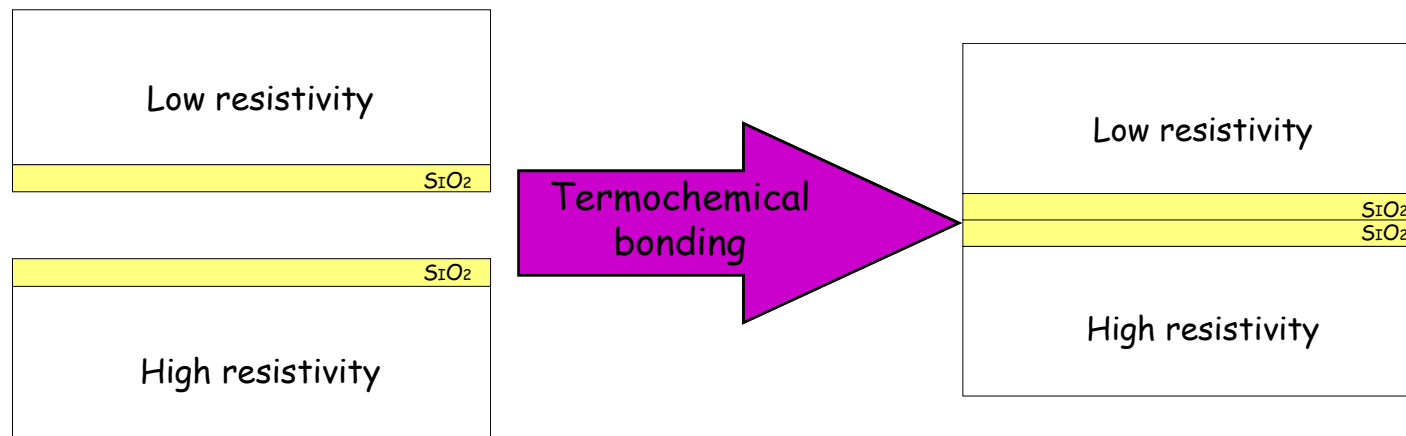 Low resistivity
SIO2
SIO2
High resistivity
Termochemical
bonding
Low resistivity
SIO2
SIO2
High resistivity